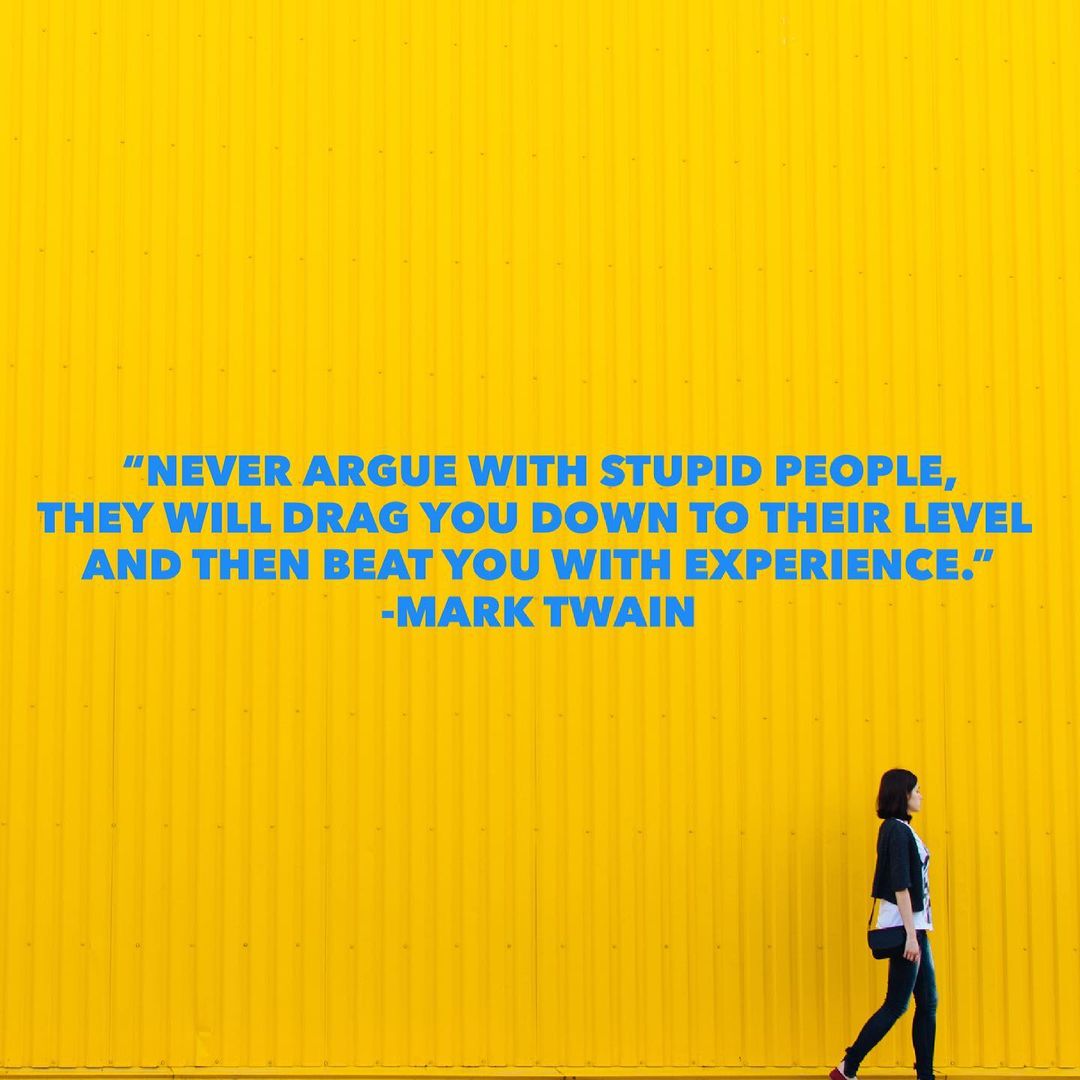 “NEVER ARGUE WITH STUPID PEOPLE,
THEY WILL DRAG YOU DOWN TO THEIR LEVEL
AND THEN BEAT YOU WITH EXPERIENCE.”
-MARK TWAIN